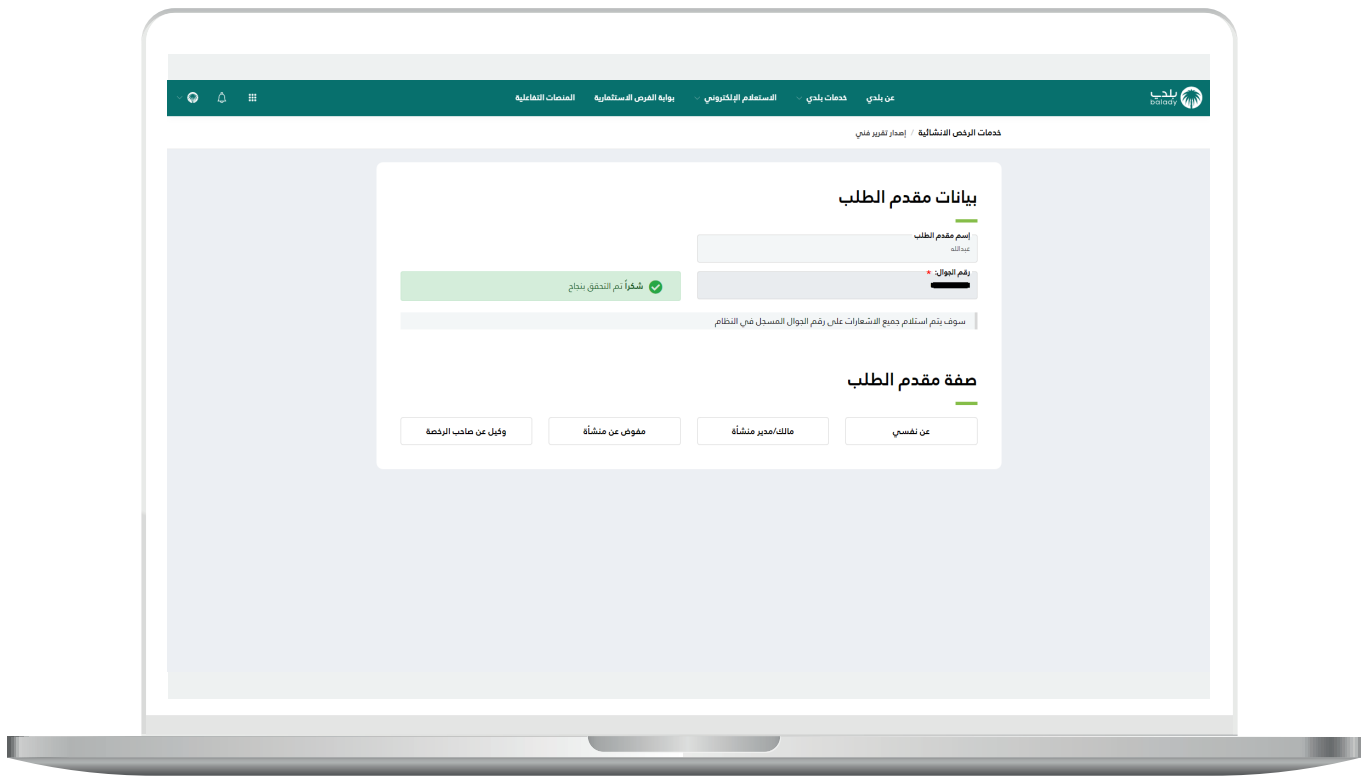 بلدي
balady
عن بلدي
خدمات بلدي
الاستعلام الإلكتروني
بوابة الفرص الاستثمارية
المنصات التفاعلية
خدمات الرخص الانشائية / إصدار تقرير فني
بيانات مقدم الطلب
إسم مقدم الطلب
عبدالله
رقم الجوال: *
شكراً تم التحقق بنجاح
سوف يتم استلام جميع الاشعارات على رقم الجوال المسجل في النظام
صفة مقدم الطلب
عن نفسي
مالك/مدير منشأة
مفوض عن منشأة
وكيل عن صاحب الرخصة